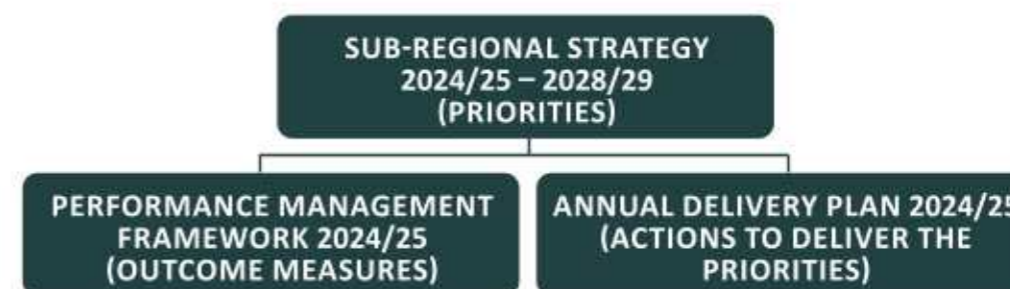 SUB-REGIONAL STRATEGY
2024/25 – 2028/29
(PRIORITIES)
PERFORMANCE MANAGEMENT
FRAMEWORK 2024/25
(OUTCOME MEASURES)
ANNUAL DELIVERY PLAN 2024/25
(ACTIONS TO DELIVER THE
PRIORITIES)